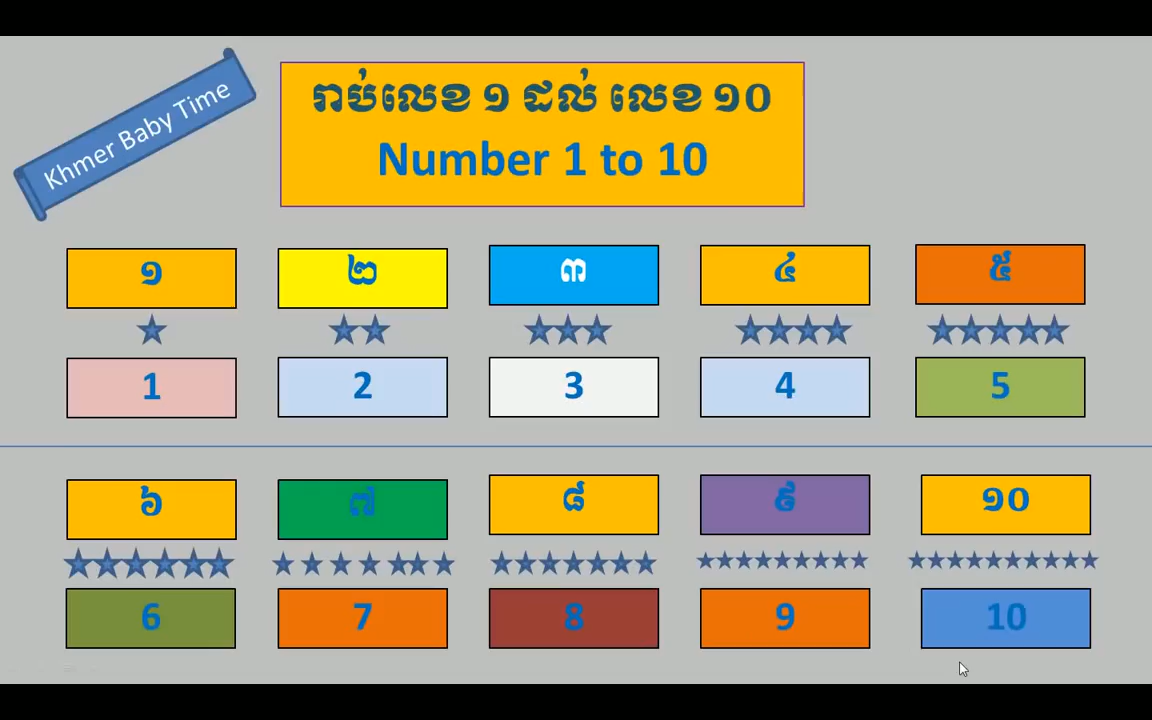 Khmer Baby Time
រាប់លេខ ១ ដល់ លេខ ១០
Number 1 to 10
១ ២ ៣ ៤ ៥
1 2 3 4 5
៦ ៧ ៨ ៩ ១០
6 7 8 9 10